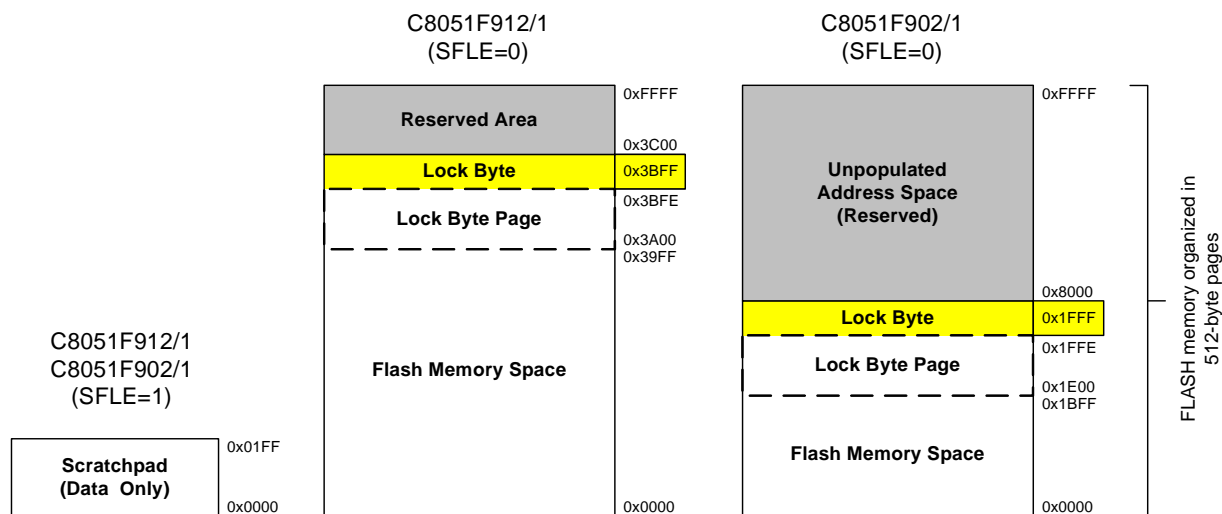 C8051F912/1
(SFLE=0)
C8051F902/1
(SFLE=0)
0xFFFF
Reserved Area
0x3C00
Lock Byte
0x3BFF
0x3BFE
Lock Byte Page
0x3A00
0x39FF
Flash Memory Space
0x0000
0xFFFF
Unpopulated
Address Space
(Reserved)
0x8000
Lock Byte
0x1FFF
0x1FFE
Lock Byte Page
0x1E00
0x1BFF
Flash Memory Space
0x0000
FLASH memory organized in
512-byte pages
C8051F912/1
C8051F902/1
(SFLE=1)
0x01FF
Scratchpad
(Data Only)
0x0000